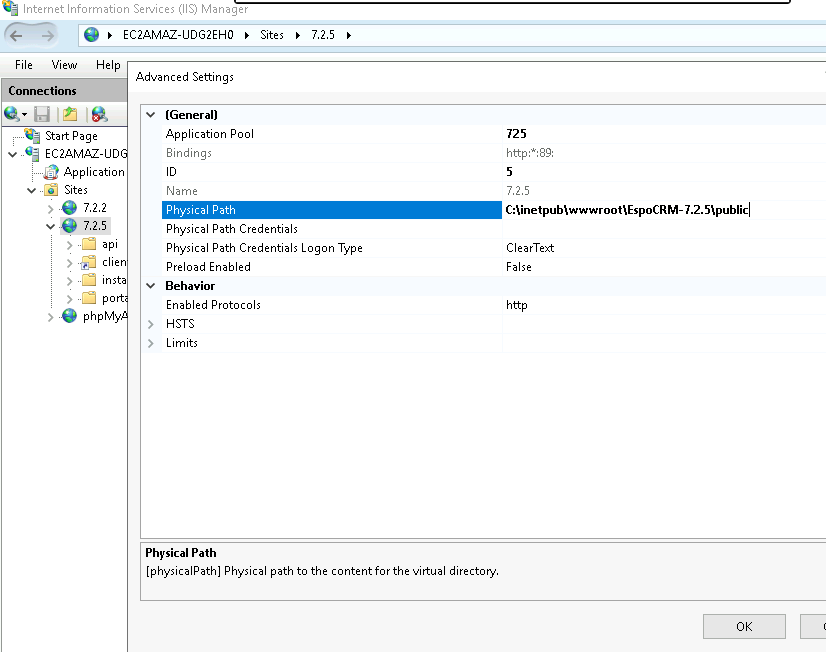 Internet Information Services (IIS) Manager
EC2AMAZ-UDG2EH0 Sites 7.2.5
File View Help
Connections
Start Page
EC2AMAZ-UDG
Application
Sites
7.2.2
7.2.5
api
clien
insta
porta
phpMyA
Advanced Settings
(General)
Application Pool 725
Bindings http:*:89:
ID 5
Name 7.2.5
Physical Path C:\inetpub\wwwroot\EspoCRM-7.2.5\public
Physical Path Credentials
Physical Path Credentials Logon Type ClearText
Preload Enabled False
Behavior
Enabled Protocols http
HSTS
Limits
Physical Path
[physicalPath] Physical path to the content for the virtual directory.
OK